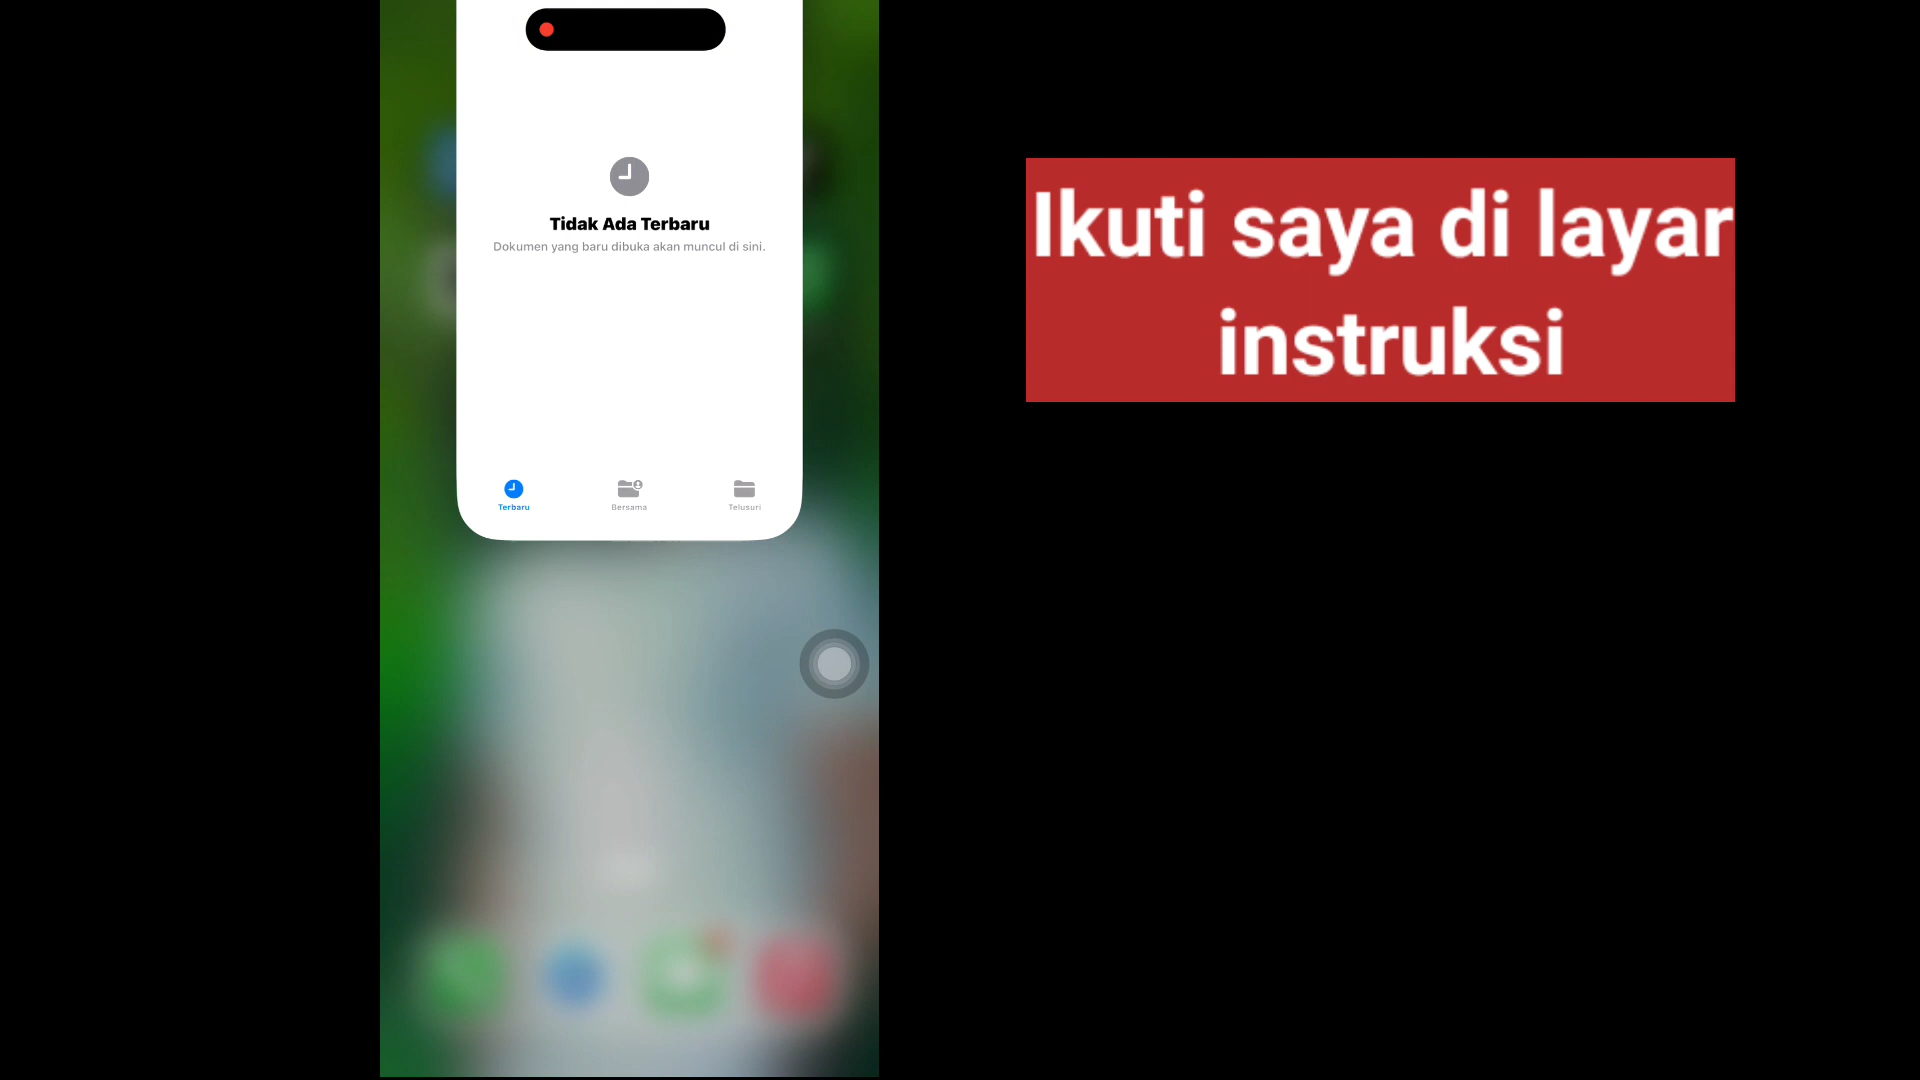 Tidak Ada Terbaru
Dokumen yang baru dibuka akan muncul di sini.
Terbaru
Bersama
Telusuri
Ikuti saya di layar
instruksi